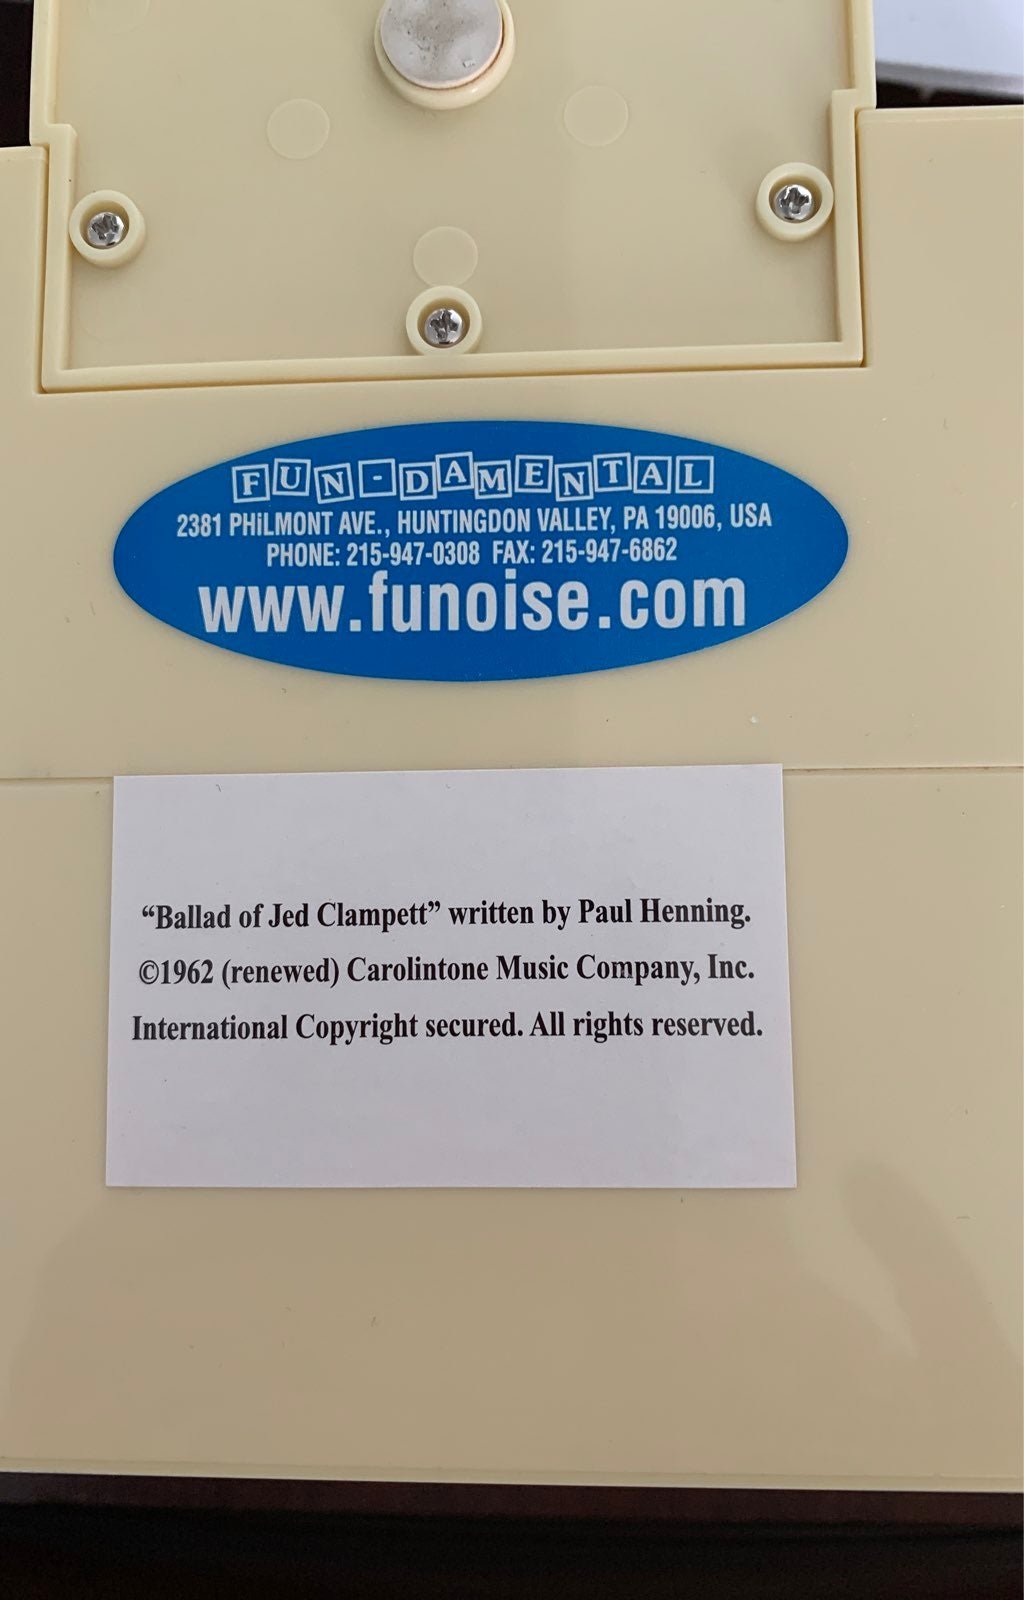 FUN-DAMENTAL
2381 PHiLMONT AVE., HUNTINGDON VALLEY, PA 19006, USA
PHONE: 215-947-0308 FAX: 215-947-6862
www.funoise.com
“Ballad of Jed Clampett” written by Paul Henning.
©1962 (renewed) Carolintone Music Company, Inc.
International Copyright secured. All rights reserved.